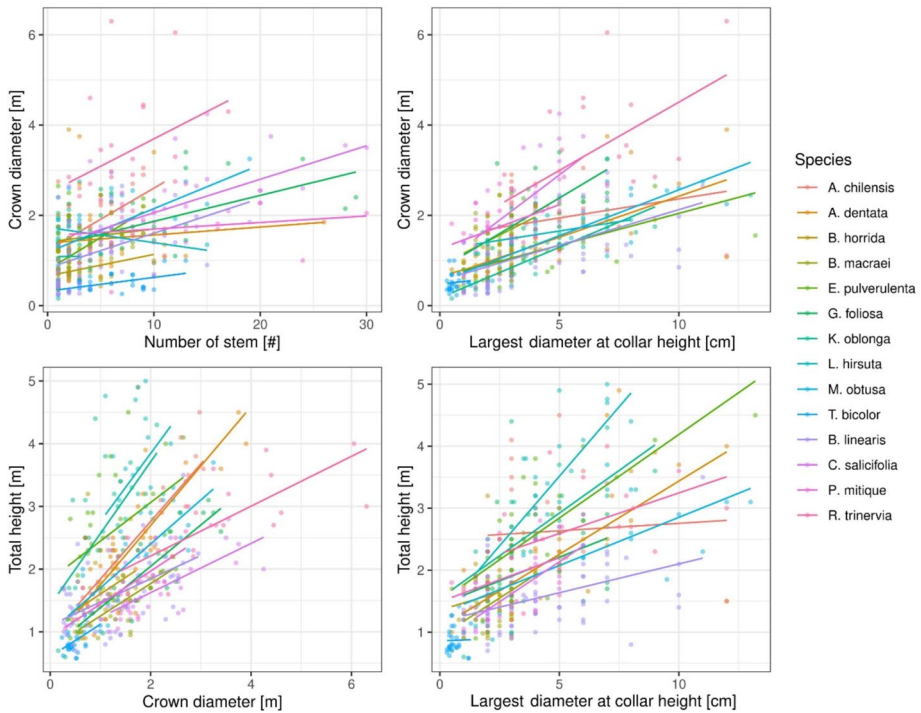 Crown diameter [m]
6
4
2
0
0
10
20
30
Number of stem [#]
Crown diameter [m]
6
4
2
0
0
5
10
Largest diameter at collar height [cm]
Total height [m]
5
4
3
2
1
0
2
4
6
Crown diameter [m]
Total height [m]
5
4
3
2
1
0
5
10
Largest diameter at collar height [cm]
Species
A. chilensis
A. dentata
B. horrida
B. macraei
E. pulverulenta
G. foliosa
K. oblonga
L. hirsuta
M. obtusa
T. bicolor
B. linearis
C. salicifolia
P. mitique
R. trinervia